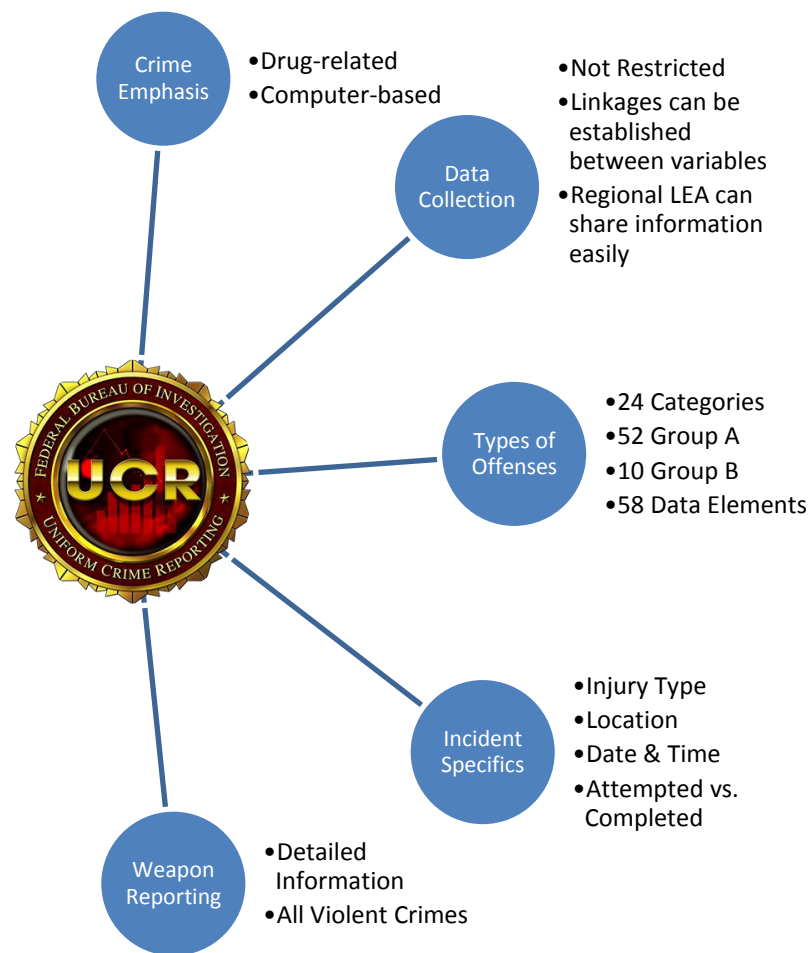 Crime
Emphasis
•Drug-related
•Computer-based
Data
Collection
•Not Restricted
•Linkages can be
established
between variables
•Regional LEA can
share information
easily
FEDERAL BUREAU OF INVESTIGATION
UCR
UNIFORM CRIME REPORTING
Types of
Offenses
•24 Categories
•52 Group A
•10 Group B
•58 Data Elements
Incident
Specifics
•Injury Type
•Location
•Date & Time
•Attempted vs.
Completed
Weapon
Reporting
•Detailed
Information
•All Violent Crimes